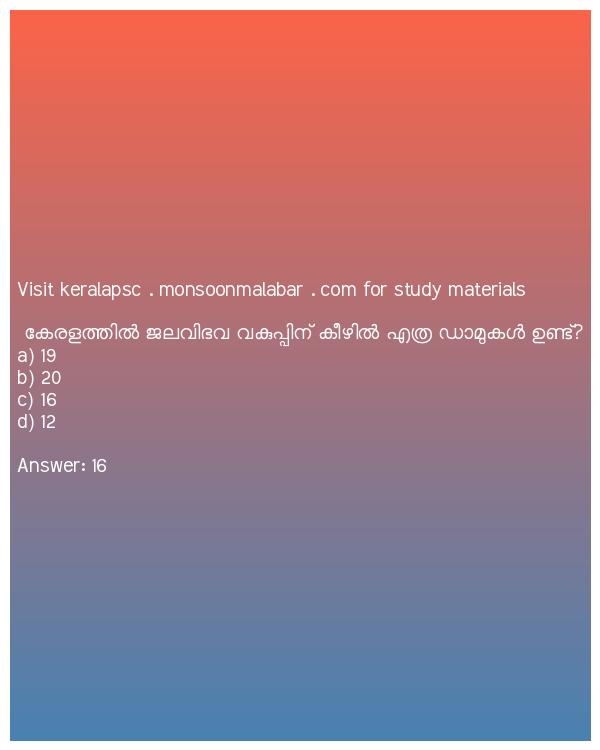 Visit keralapsc . monsoonmalabar . com for study materials
കേരളത്തിൽ ജലവിഭവ വകുപ്പിന് കീഴിൽ എത്ര ഡാമുകൾ ഉണ്ട്?
a) 19
b) 20
c) 16
d) 12
Answer: 16